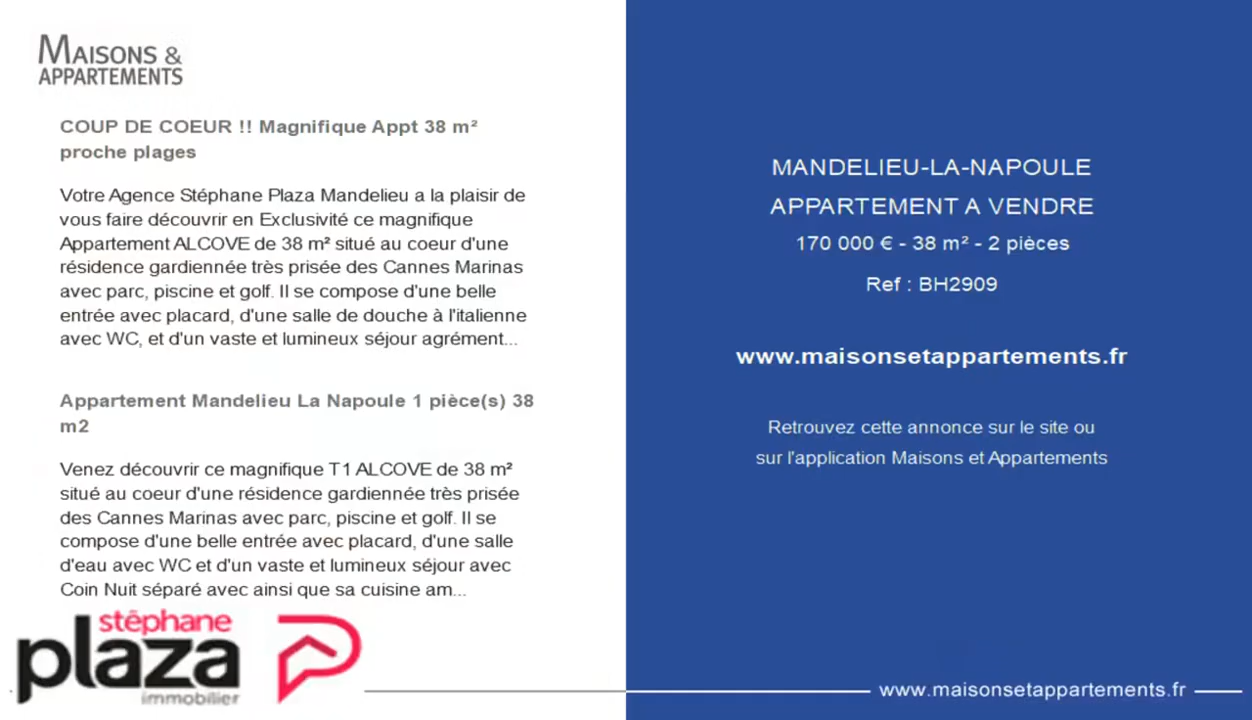 MAISONS &
APPARTEMENTS
COUP DE COEUR !! Magnifique Appt 38 m²
proche plages
Votre Agence Stéphane Plaza Mandelieu a la plaisir de
vous faire découvrir en Exclusivité ce magnifique
Appartement ALCOVE de 38 m² situé au coeur d'une
résidence gardiennée très prisée des Cannes Marinas
avec parc, piscine et golf. Il se compose d'une belle
entrée avec placard, d'une salle de douche à l'italienne
avec WC, et d'un vaste et lumineux séjour agrément...
Appartement Mandelieu La Napoule 1 pièce(s) 38
m2
Venez découvrir ce magnifique T1 ALCOVE de 38 m²
situé au coeur d'une résidence gardiennée très prisée
des Cannes Marinas avec parc, piscine et golf. Il se
compose d'une belle entrée avec placard, d'une salle
d'eau avec WC et d'un vaste et lumineux séjour avec
Coin Nuit séparé avec ainsi que sa cuisine am...
stéphane
plaza
immobilier
MANDELIEU-LA-NAPOULE
APPARTEMENT A VENDRE
170 000 € - 38 m² - 2 pièces
Ref : BH2909
www.maisonsetappartements.fr
Retrouvez cette annonce sur le site ou
sur l'application Maisons et Appartements
www.maisonsetappartements.fr